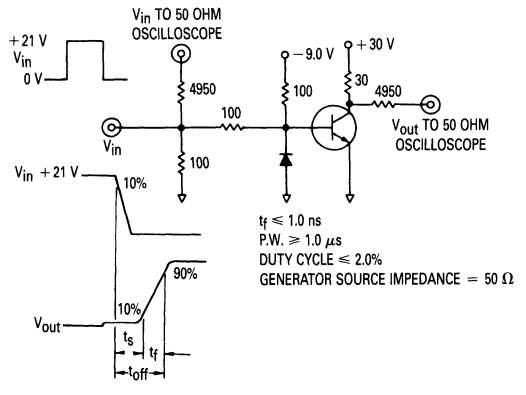 Vin TO 50 OHM
OSCILLOSCOPE
+21 V
Vin
0 V
−9.0 V
+30 V
4950
100
30
4950
100
Vin
100
Vout TO 50 OHM
OSCILLOSCOPE
Vin +21 V
10%
tf ≤ 1.0 ns
P.W. ≥ 1.0 μs
DUTY CYCLE ≤ 2.0%
GENERATOR SOURCE IMPEDANCE = 50 Ω
90%
10%
Vout
ts
tf
toff